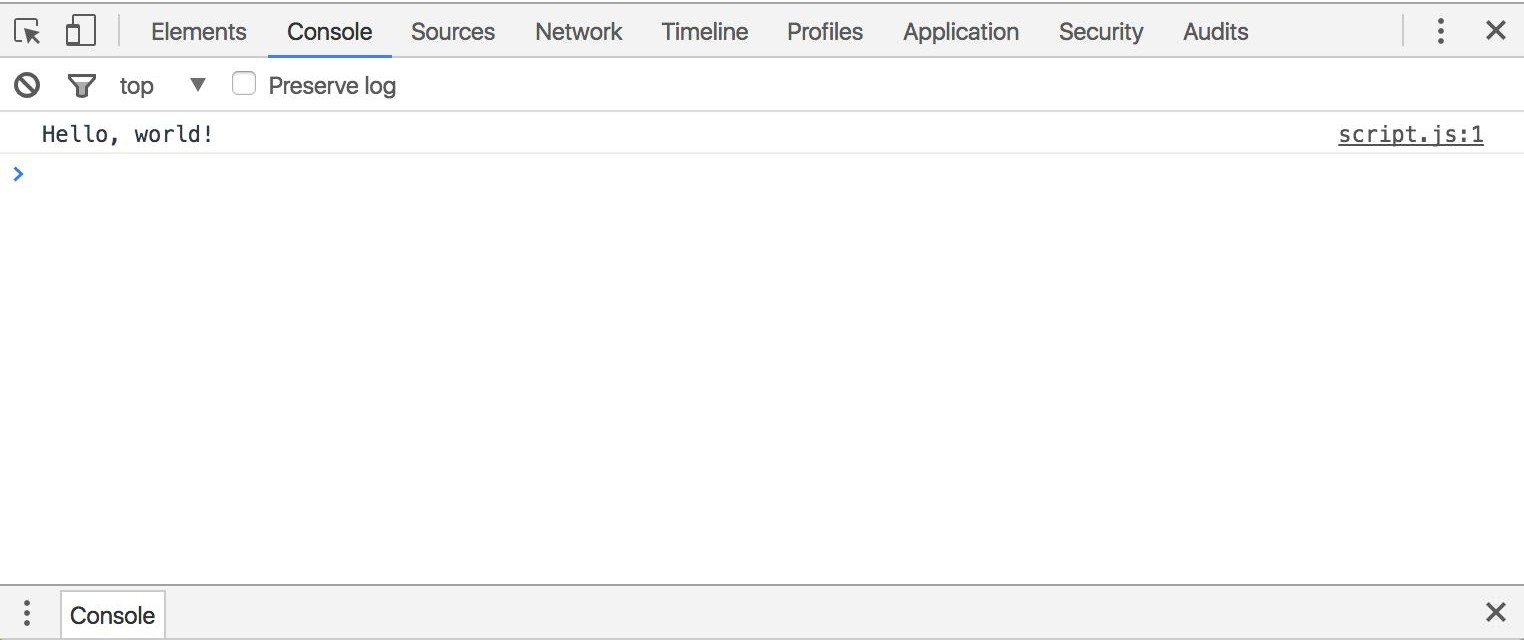 Elements Console Sources Network Timeline Profiles Application Security Audits
top Preserve log
Hello, world! script.js:1
Console